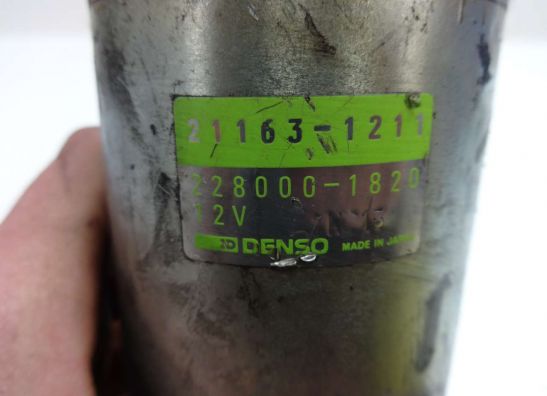 21163-1211
228000-1820
12V
DENSO MADE IN JAPAN